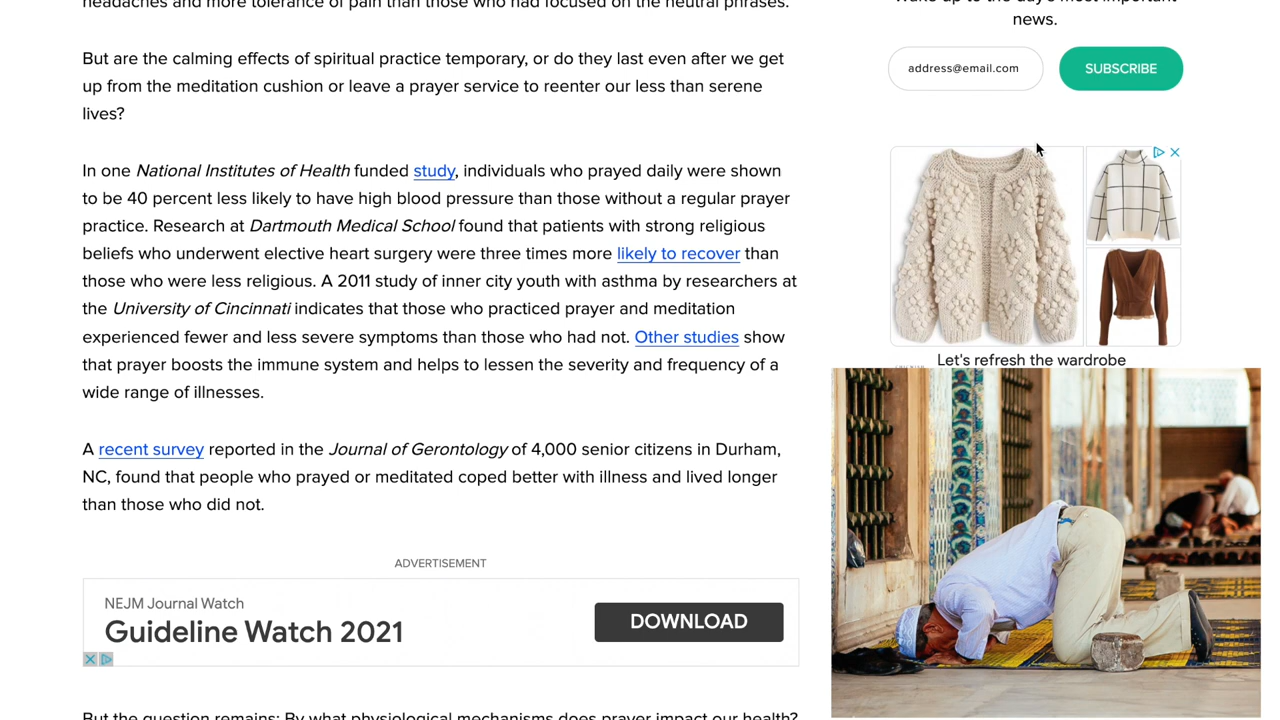 headaches and more tolerance of pain than those who had focused on the neutral phrases.
But are the calming effects of spiritual practice temporary, or do they last even after we get
up from the meditation cushion or leave a prayer service to reenter our less than serene
lives?
In one National Institutes of Health funded study, individuals who prayed daily were shown
to be 40 percent less likely to have high blood pressure than those without a regular prayer
practice. Research at Dartmouth Medical School found that patients with strong religious
beliefs who underwent elective heart surgery were three times more likely to recover than
those who were less religious. A 2011 study of inner city youth with asthma by researchers at
the University of Cincinnati indicates that those who practiced prayer and meditation
experienced fewer and less severe symptoms than those who had not. Other studies show
that prayer boosts the immune system and helps to lessen the severity and frequency of a
wide range of illnesses.
A recent survey reported in the Journal of Gerontology of 4,000 senior citizens in Durham,
NC, found that people who prayed or meditated coped better with illness and lived longer
than those who did not.
ADVERTISEMENT
NEJM Journal Watch
Guideline Watch 2021
DOWNLOAD
But the question remains: By what physiological mechanisms does prayer impact our health?
Wake up to the day's most important
news.
address@email.com
SUBSCRIBE
Let's refresh the wardrobe